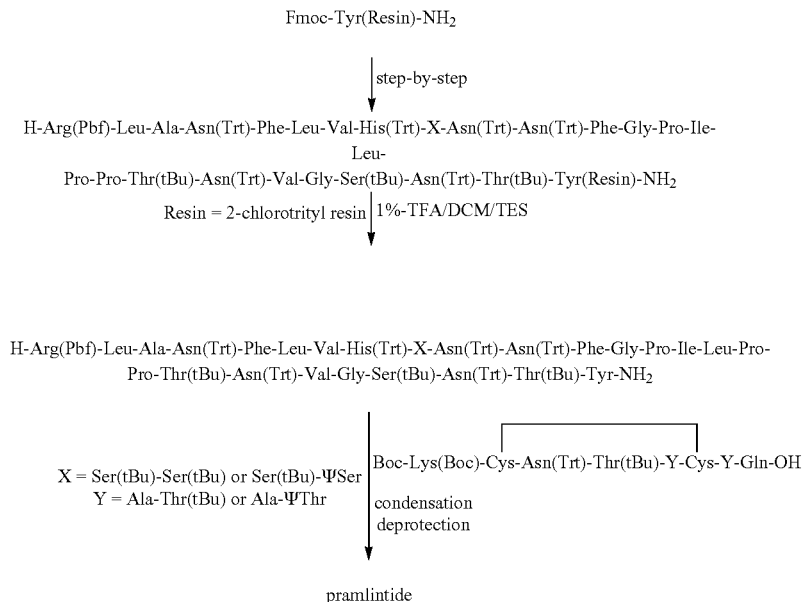 Fmoc-Tyr(Resin)-NH2
step-by-step
H-Arg(Pbf)-Leu-Ala-Asn(Trt)-Phe-Leu-Val-His(Trt)-X-Asn(Trt)-Asn(Trt)-Phe-Gly-Pro-Ile-
Leu-
Pro-Pro-Thr(tBu)-Asn(Trt)-Val-Gly-Ser(tBu)-Asn(Trt)-Thr(tBu)-Tyr(Resin)-NH2
Resin = 2-chlorotrityl resin 1%-TFA/DCM/TES
H-Arg(Pbf)-Leu-Ala-Asn(Trt)-Phe-Leu-Val-His(Trt)-X-Asn(Trt)-Asn(Trt)-Phe-Gly-Pro-Ile-Leu-Pro-
Pro-Thr(tBu)-Asn(Trt)-Val-Gly-Ser(tBu)-Asn(Trt)-Thr(tBu)-Tyr-NH2
Boc-Lys(Boc)-Cys-Asn(Trt)-Thr(tBu)-Y-Cys-Y-Gln-OH
X = Ser(tBu)-Ser(tBu) or Ser(tBu)-ΨSer
Y = Ala-Thr(tBu) or Ala-ΨThr
condensation
deprotection
pramlintide